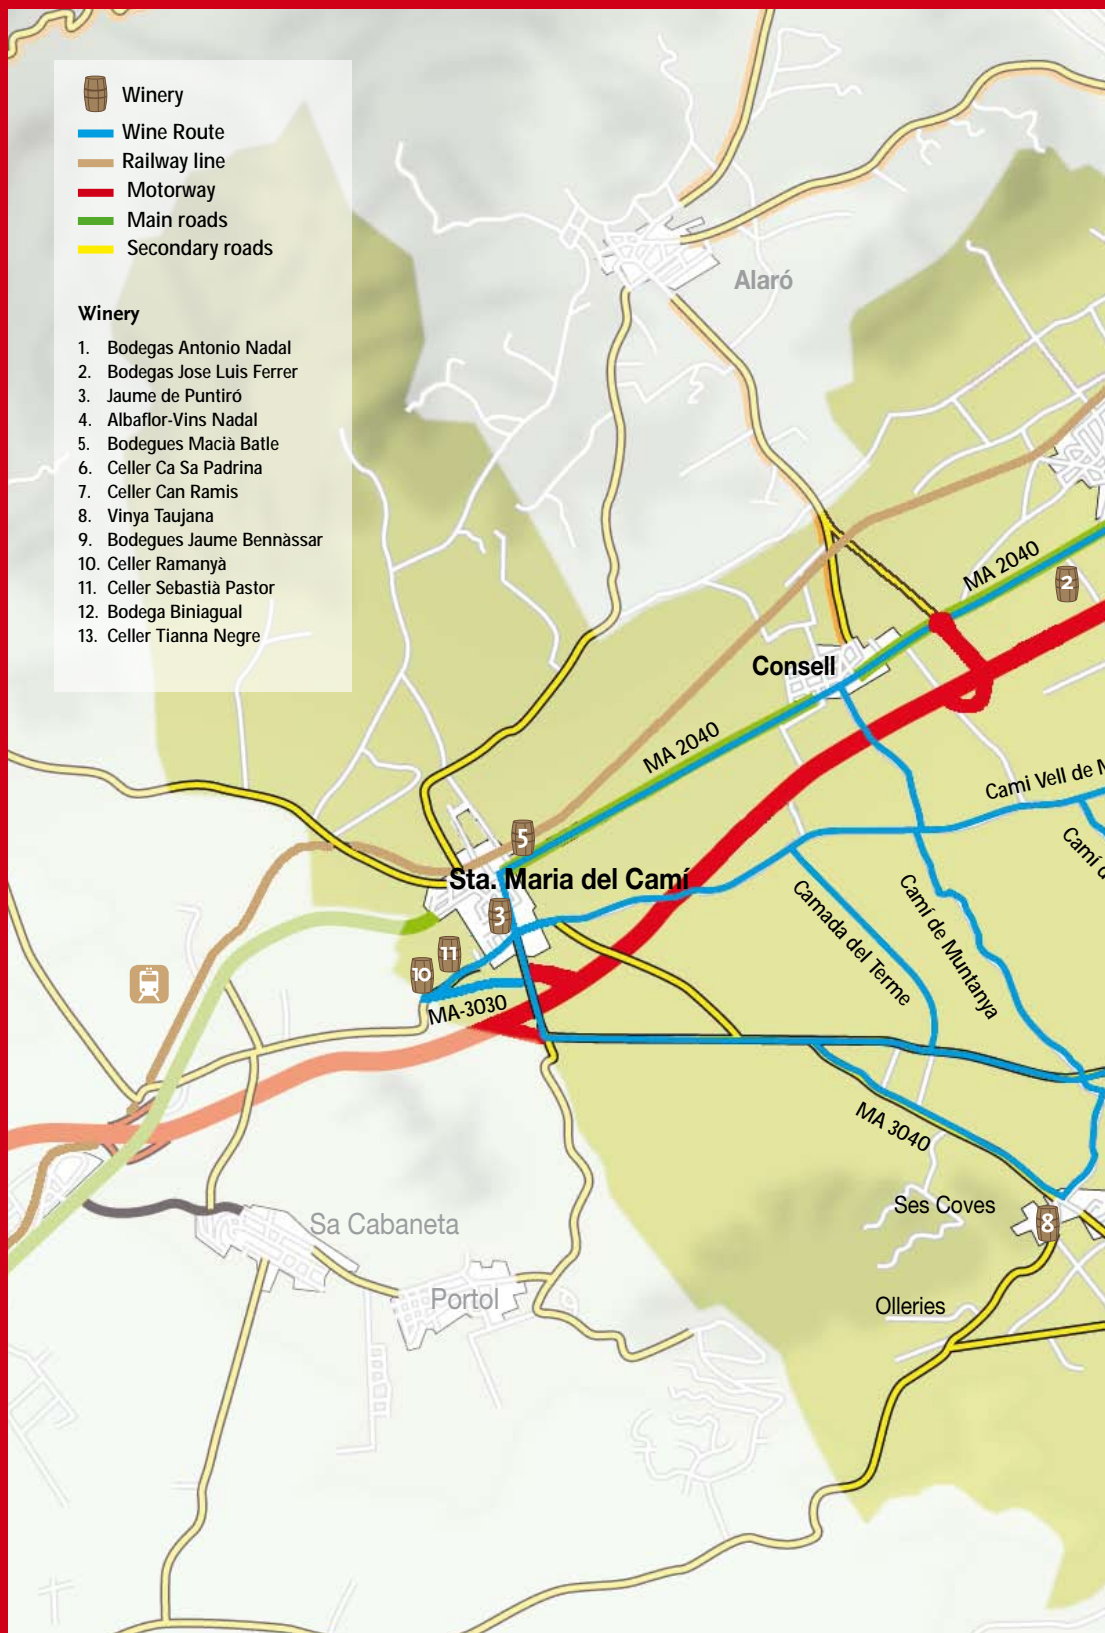 Winery
Wine Route
Railway line
Motorway
Main roads
Secondary roads
Winery
1. Bodegas Antonio Nadal
2. Bodegas Jose Luis Ferrer
3. Jaume de Puntiró
4. Albaflor-Vins Nadal
5. Bodegues Macià Batle
6. Celler Ca Sa Padrina
7. Celler Can Ramis
8. Vinya Taujana
9. Bodegues Jaume Bennàssar
10. Celler Ramanyà
11. Celler Sebastià Pastor
12. Bodega Biniagual
13. Celler Tianna Negre
Alaró
MA 2040
2
Consell
MA 2040
Cami Vell de M
5
Camí d
Sta. Maria del Camí
Camada del Terme
Camí de Muntanya
3
11
10
MA-3030
MA 3040
Ses Coves
8
Sa Cabaneta
Portol
Olleries